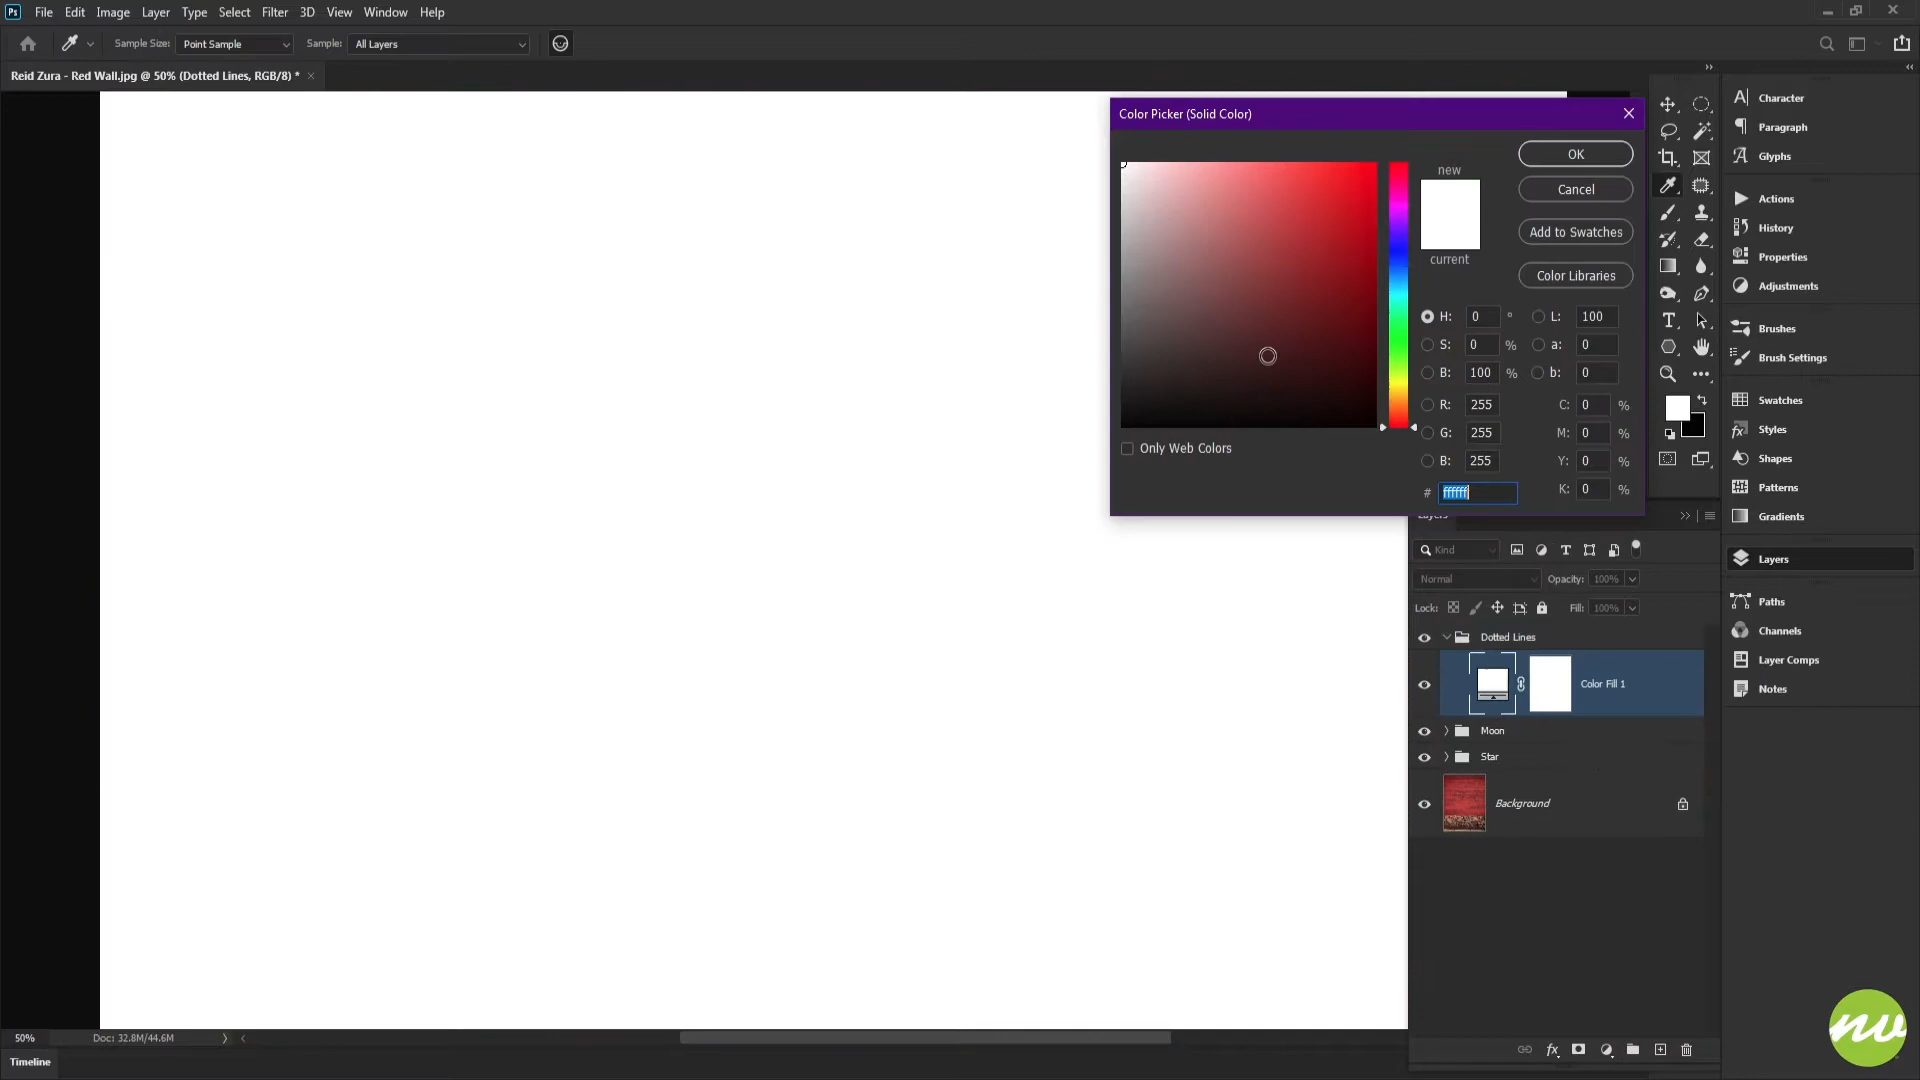 Ps File Edit Image Layer Type Select Filter 3D View Window Help
Sample Size: Point Sample Sample: All Layers
Reid Zura - Red Wall.jpg @ 50% (Dotted Lines, RGB/8) * ×
Color Picker (Solid Color)
new
current
OK
Cancel
Add to Swatches
Color Libraries
H: 0 ° L: 100
S: 0 % a: 0
B: 100 % b: 0
R: 255 C: 0 %
G: 255 M: 0 %
B: 255 Y: 0 %
# ffffff K: 0 %
Only Web Colors
Character
Paragraph
Glyphs
Actions
History
Properties
Adjustments
Brushes
Brush Settings
Swatches
Styles
Shapes
Patterns
Gradients
Layers
Paths
Channels
Layer Comps
Notes
Layers
Kind
Normal Opacity: 100%
Lock: Fill: 100%
Dotted Lines
Color Fill 1
Moon
Star
Background
fx
50% Doc: 32.8M/44.6M
Timeline
nv